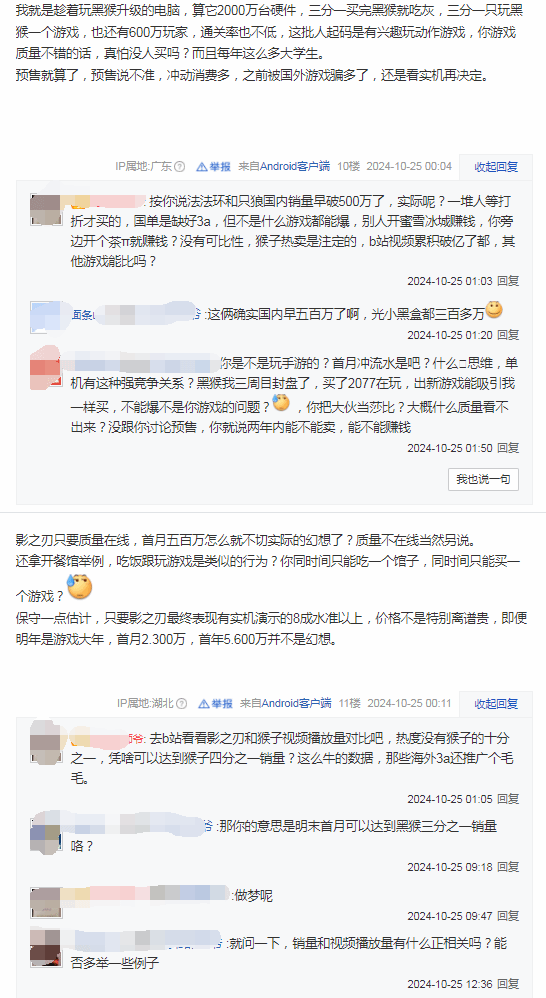 我就是趁着玩黑猴升级的电脑，算它2000万台硬件，三分一买完黑猴就吃灰，三分一只玩黑
猴一个游戏，也还有600万玩家，通关率也不低，这批人起码是有兴趣玩动作游戏，你游戏
质量不错的话，真怕没人买吗？而且每年这么多大学生。
预售就算了，预售说不准，冲动消费多，之前被国外游戏骗多了，还是看实机再决定。
IP属地:广东 举报 来自Android客户端 10楼 2024-10-25 00:04 收起回复
按你说法法环和只狼国内销量早破500万了，实际呢？一堆人等打
折才买的，国单是缺好3a，但不是什么游戏都能爆，别人开蜜雪冰城赚钱，你旁
边开个茶π就赚钱？没有可比性，猴子热卖是注定的，b站视频累积破亿了都，其
他游戏能比吗？
2024-10-25 01:03 回复
:这俩确实国内早五百万了啊，光小黑盒都三百多万
2024-10-25 01:20 回复
你是不是玩手游的？首月冲流水是吧？什么□思维，单
机有这种强竞争关系？黑猴我三周目封盘了，买了2077在玩，出新游戏能吸引我
一样买，不能爆不是你游戏的问题？，你把大伙当莎比？大概什么质量看不
出来？没跟你讨论预售，你就说两年内能不能卖，能不能赚钱
2024-10-25 01:50 回复
我也说一句
影之刃只要质量在线，首月五百万怎么就不切实际的幻想了？质量不在线当然另说。
还拿开餐馆举例，吃饭跟玩游戏是类似的行为？你同时间只能吃一个馆子，同时间只能买一
个游戏？
保守一点估计，只要影之刃最终表现有实机演示的8成水准以上，价格不是特别离谱贵，即便
明年是游戏大年，首月2.300万，首年5.600万并不是幻想。
IP属地:湖北 举报 来自Android客户端 11楼 2024-10-25 00:11 收起回复
:去b站看看影之刃和猴子视频播放量对比吧，热度没有猴子的十分
之一，凭啥可以达到猴子四分之一销量？这么牛的数据，那些海外3a还推广个毛
毛。
2024-10-25 01:05 回复
:那你的意思是明末首月可以达到黑猴三分之一销量
咯？
2024-10-25 09:18 回复
:做梦呢
2024-10-25 09:47 回复
:就问一下，销量和视频播放量有什么正相关吗？能
否多举一些例子
2024-10-25 12:36 回复